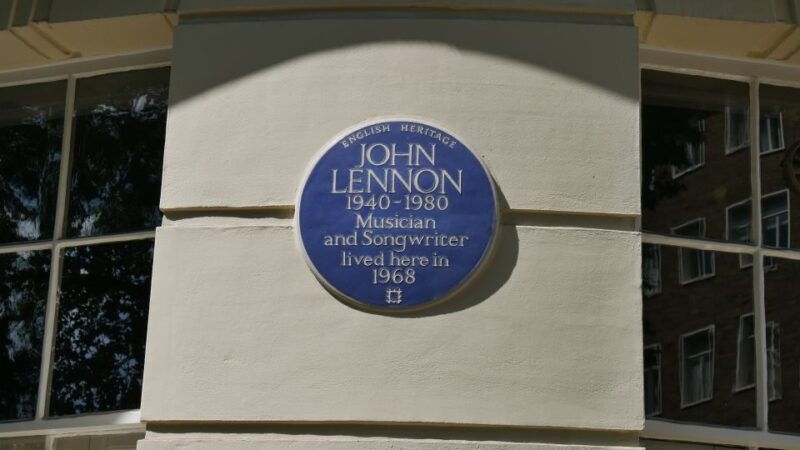 ENGLISH HERITAGE
JOHN
LENNON
1940-1980
Musician
and Songwriter
lived here in
1968